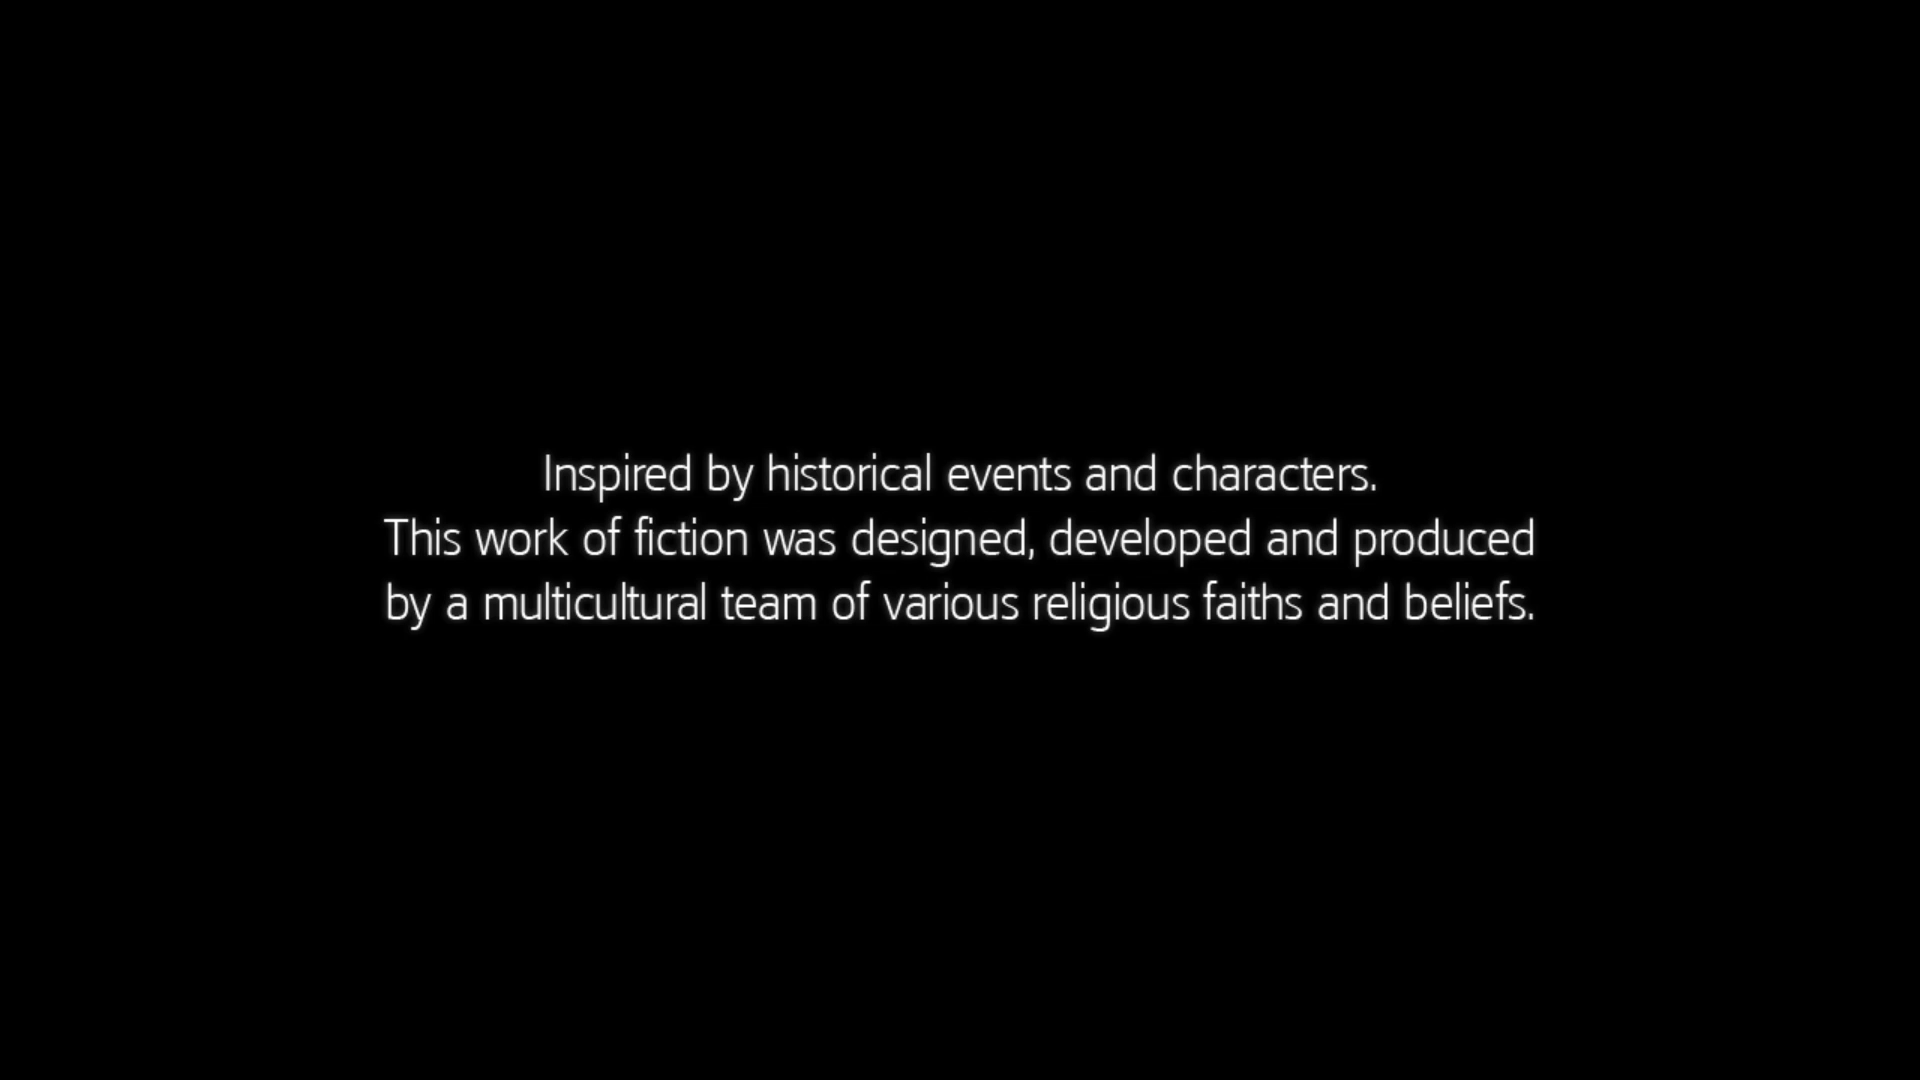 Inspired by historical events and characters.
This work of fiction was designed, developed and produced
by a multicultural team of various religious faiths and beliefs.